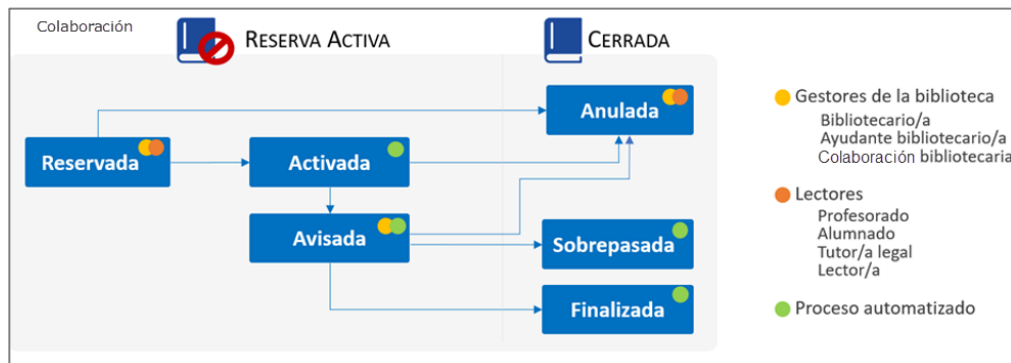 Colaboración
RESERVA ACTIVA
CERRADA
Anulada
Reservada
Activada
Avisada
Sobrepasada
Finalizada
Gestores de la biblioteca
Bibliotecario/a
Ayudante bibliotecario/a
Colaboración bibliotecaria
Lectores
Profesorado
Alumnado
Tutor/a legal
Lector/a
Proceso automatizado